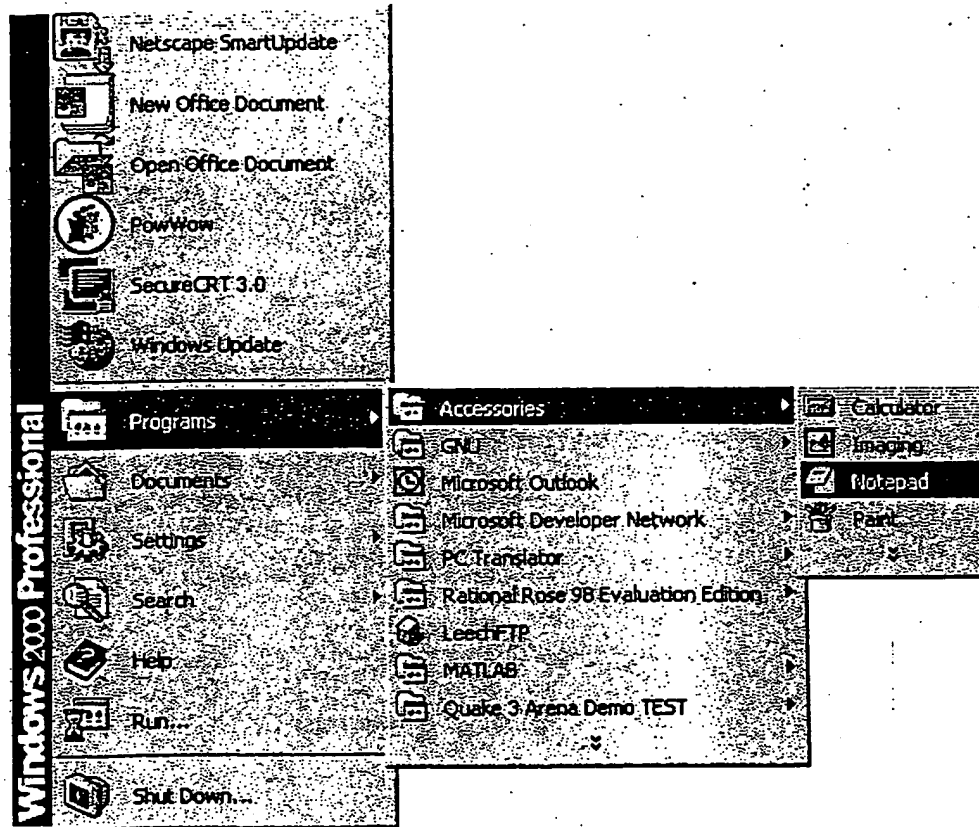 Netscape SmartUpdate
New Office Document
Open Office Document
PowWow
SecureCRT 3.0
Windows Update
Programs
Documents
Settings
Search
Help
Run...
Shut Down...
Windows 2000 Professional
Accessories
GNU
Microsoft Outlook
Microsoft Developer Network
PC Translator
Rational Rose 98 Evaluation Edition
LeechFTP
MATLAB
Quake 3 Arena Demo TEST
Calculator
Imaging
Notepad
Paint